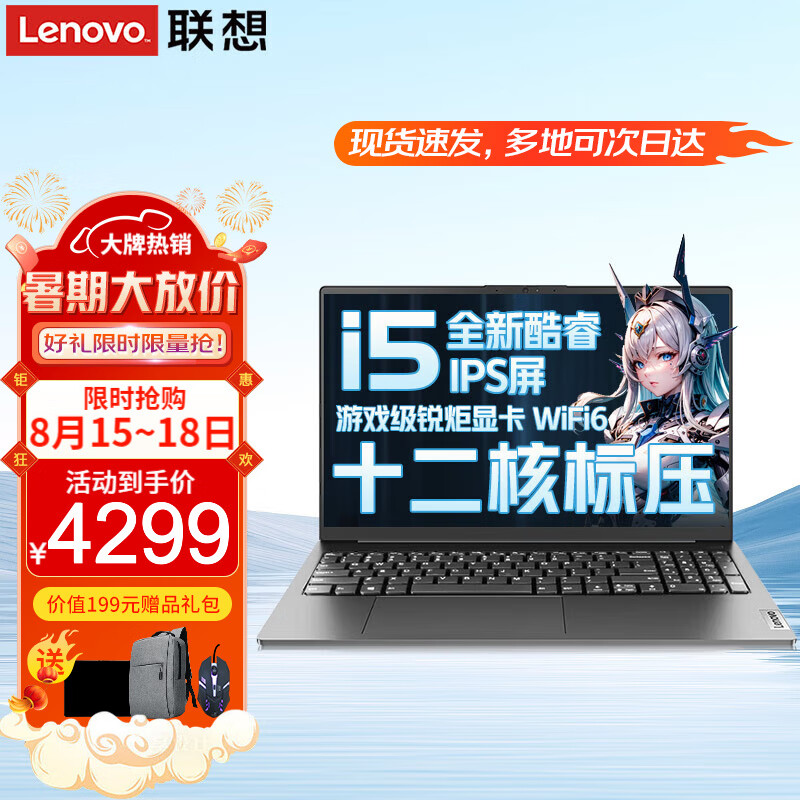 Lenovo™ 联想
现货速发,多地可次日达
大牌热销
暑期大放价
好礼限时限量抢!
钜惠
狂欢
限时抢购
8月15~18日
活动到手价
¥4299
价值199元赠品礼包
送
i5 全新酷睿
IPS屏
游戏级锐炬显卡 WiFi6
十二核标压
Lenovo